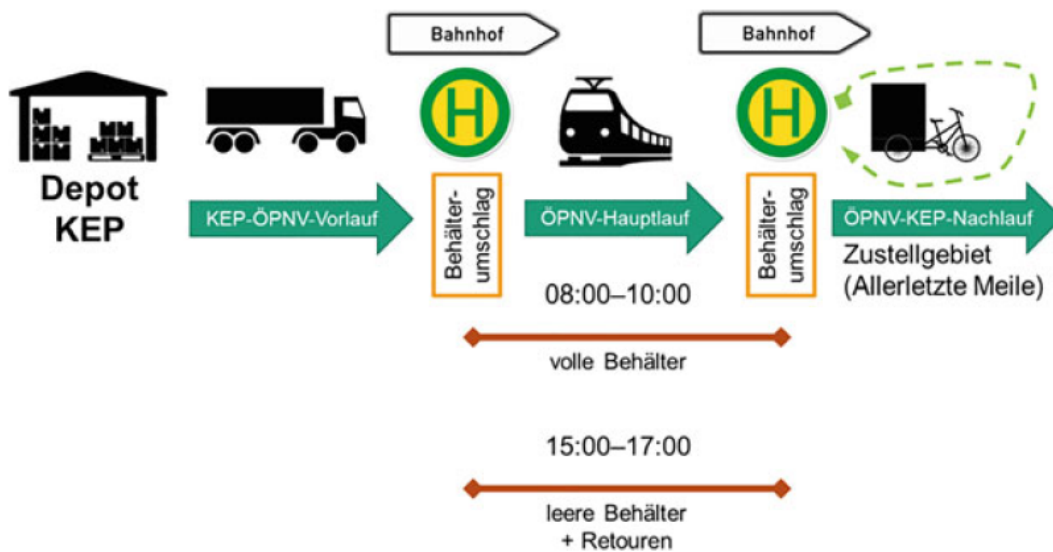 Bahnhof
Bahnhof
H
H
Depot
KEP
KEP-ÖPNV-Vorlauf
Behälter-
umschlag
ÖPNV-Hauptlauf
Behälter-
umschlag
ÖPNV-KEP-Nachlauf
Zustellgebiet
(Allerletzte Meile)
08:00–10:00
volle Behälter
15:00–17:00
leere Behälter
+ Retouren